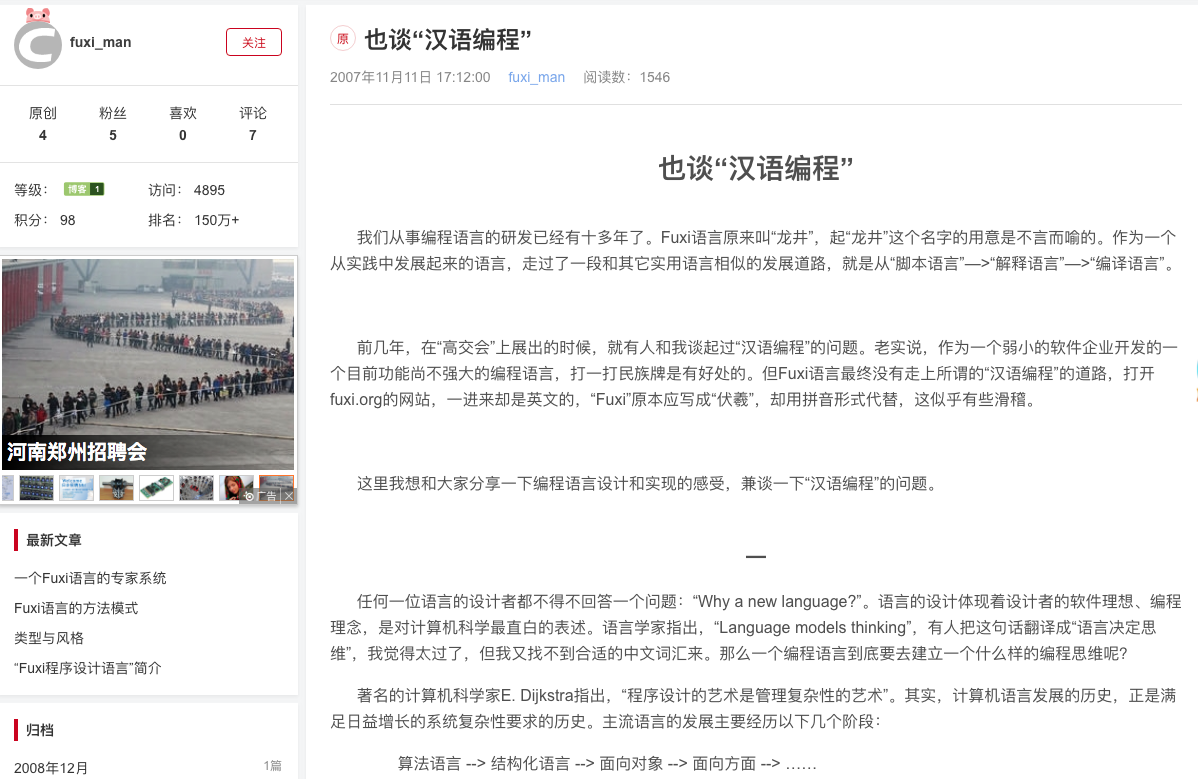 fuxi_man
关注
原创 粉丝 喜欢 评论
4 5 0 7
等级： 博客 1 访问： 4895
积分： 98 排名： 150万+
河南郑州招聘会
广告
最新文章
一个Fuxi语言的专家系统
Fuxi语言的方法模式
类型与风格
“Fuxi程序设计语言”简介
归档
2008年12月 1篇
原 也谈“汉语编程”
2007年11月11日 17:12:00 fuxi_man 阅读数：1546
也谈“汉语编程”
我们从事编程语言的研发已经有十多年了。Fuxi语言原来叫“龙井”，起“龙井”这个名字的用意是不言而喻的。作为一个
从实践中发展起来的语言，走过了一段和其它实用语言相似的发展道路，就是从“脚本语言”—>“解释语言”—>“编译语言”。
前几年，在“高交会”上展出的时候，就有人和我谈起过“汉语编程”的问题。老实说，作为一个弱小的软件企业开发的一
个目前功能尚不强大的编程语言，打一打民族牌是有好处的。但Fuxi语言最终没有走上所谓的“汉语编程”的道路，打开
fuxi.org的网站，一进来却是英文的，“Fuxi”原本应写成“伏羲”，却用拼音形式代替，这似乎有些滑稽。
这里我想和大家分享一下编程语言设计和实现的感受，兼谈一下“汉语编程”的问题。
一
任何一位语言的设计者都不得不回答一个问题：“Why a new language?”。语言的设计体现着设计者的软件理想、编程
理念，是对计算机科学最直白的表述。语言学家指出，“Language models thinking”，有人把这句话翻译成“语言决定思
维”，我觉得太过了，但我又找不到合适的中文词汇来。那么一个编程语言到底要去建立一个什么样的编程思维呢?
著名的计算机科学家E. Dijkstra指出，“程序设计的艺术是管理复杂性的艺术”。其实，计算机语言发展的历史，正是满
足日益增长的系统复杂性要求的历史。主流语言的发展主要经历以下几个阶段：
算法语言 --> 结构化语言 --> 面向对象 --> 面向方面 --> ……